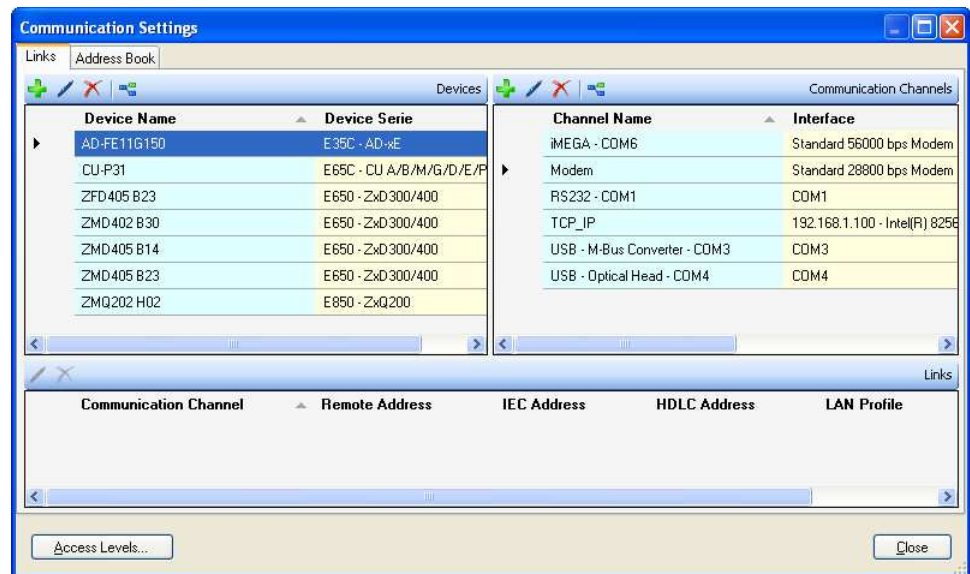 Communication Settings
Links Address Book
Devices
Device Name Device Serie
AD-FE11G150 E35C - AD-xE
CU-P31 E65C - CU A/B/M/G/D/E/P
ZFD405 B23 E650 - ZxD300/400
ZMD402 B30 E650 - ZxD300/400
ZMD405 B14 E650 - ZxD300/400
ZMD405 B23 E650 - ZxD300/400
ZMQ202 H02 E850 - ZxQ200
Communication Channels
Channel Name Interface
iMEGA - COM6 Standard 56000 bps Modem
Modem Standard 28800 bps Modem
RS232 - COM1 COM1
TCP_IP 192.168.1.100 - Intel(R) 8256
USB - M-Bus Converter - COM3 COM3
USB - Optical Head - COM4 COM4
Links
Communication Channel Remote Address IEC Address HDLC Address LAN Profile
Access Levels... Close